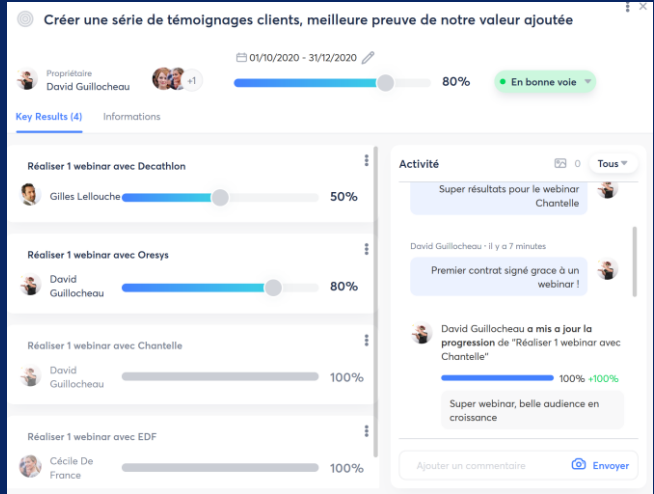 Créer une série de témoignages clients, meilleure preuve de notre valeur ajoutée
01/10/2020 - 31/12/2020
Propriétaire
David Guillocheau
+1
80%
En bonne voie
Key Results (4)
Informations
Réaliser 1 webinar avec Decathlon
Gilles Lellouche
50%
Réaliser 1 webinar avec Oresys
David
Guillocheau
80%
Réaliser 1 webinar avec Chantelle
David
Guillocheau
100%
Réaliser 1 webinar avec EDF
Cécile De
France
100%
Activité
0
Tous
Super résultats pour le webinar
Chantelle
David Guillocheau - il y a 7 minutes
Premier contrat signé grace à un
webinar !
David Guillocheau a mis a jour la
progression de "Réaliser 1 webinar avec
Chantelle"
100% +100%
Super webinar, belle audience en
croissance
Ajouter un commentaire
Envoyer